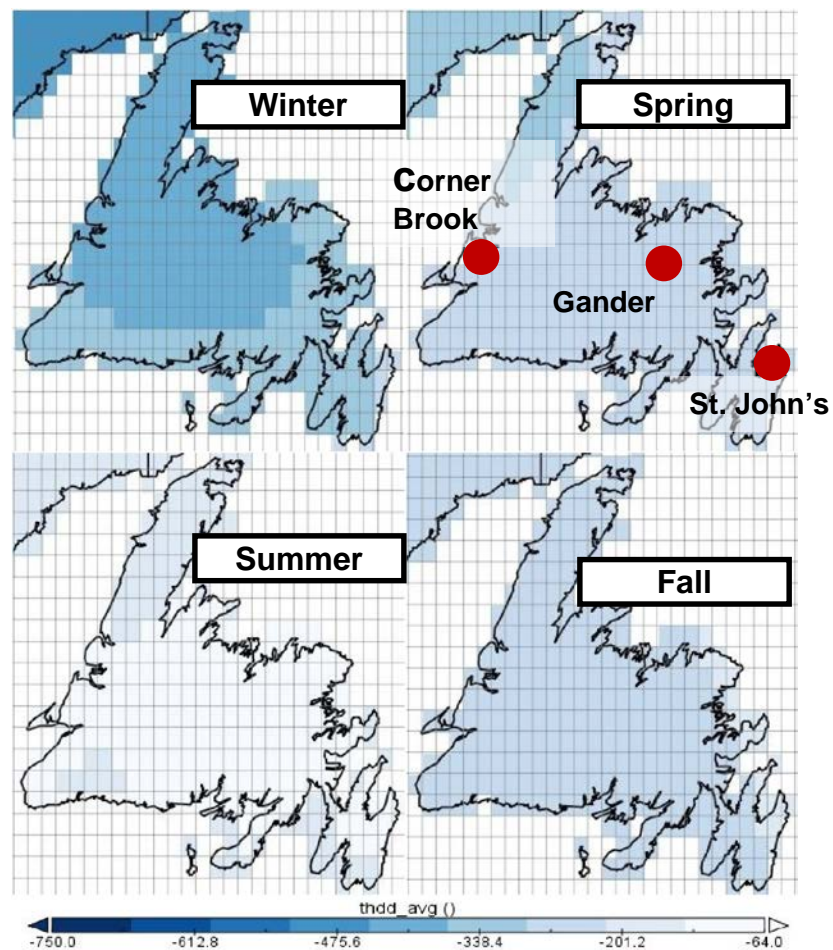 Winter
Spring
Corner
Brook
Gander
St. John's
Summer
Fall
thdd_avg ()
-750.0 -612.8 -475.6 -338.4 -201.2 -64.0